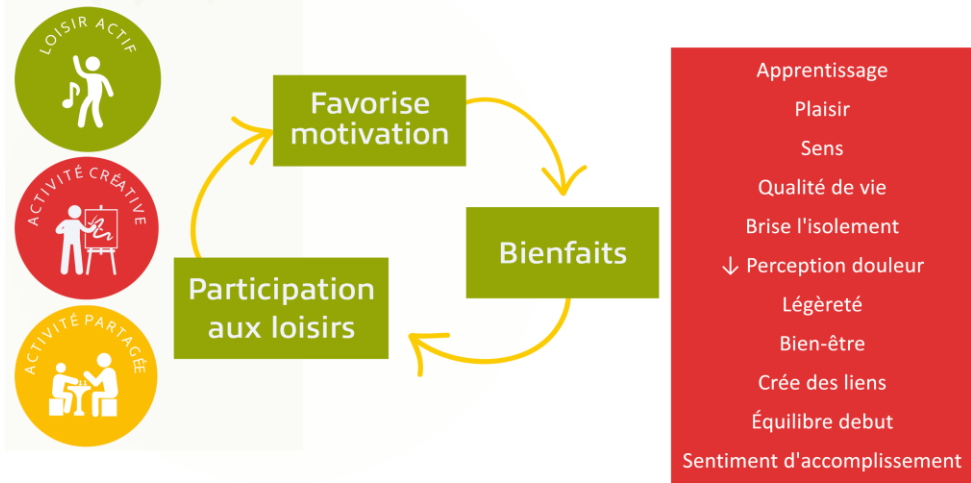 LOISIR ACTIF
ACTIVITÉ CRÉATIVE
ACTIVITÉ PARTAGÉE
Favorise
motivation
Bienfaits
Participation
aux loisirs
Apprentissage
Plaisir
Sens
Qualité de vie
Brise l'isolement
↓ Perception douleur
Légèreté
Bien-être
Crée des liens
Équilibre debut
Sentiment d'accomplissement